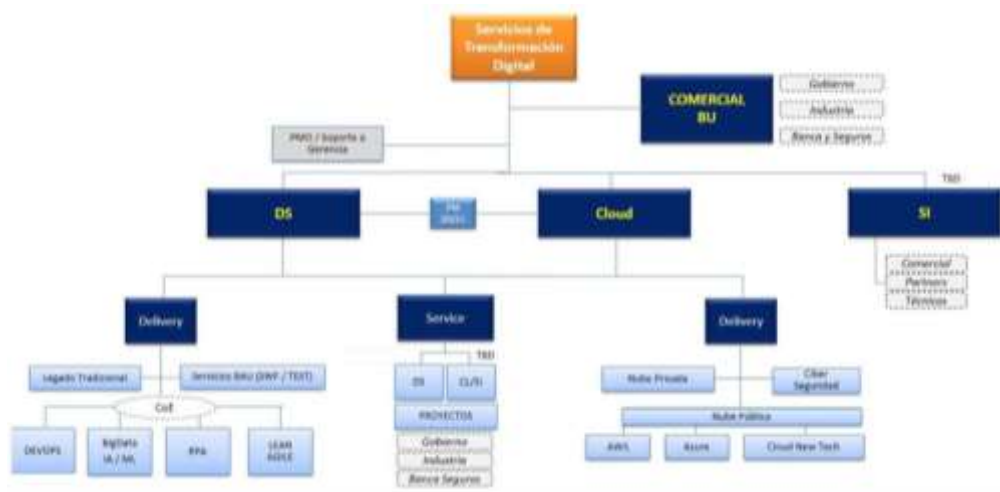 Servicios de
Transformación
Digital
COMERCIAL
BU
Gobierno
Industria
Banca y Seguros
PMO / Soporte a
Gerencia
TBD
DS
Cloud
SI
Comercial
Partners
Técnicos
Delivery
Service
Delivery
TBD
Legado Tradicional
Servicios BAU (SWF / TEST)
DS
CL/SI
Nube Privada
Ciber
Seguridad
CoE
PROYECTOS
Nube Pública
DEVOPS
BigData
IA / ML
RPA
LEAN
AGILE
Gobierno
Industria
Banca Seguros
AWS
Azure
Cloud New Tech